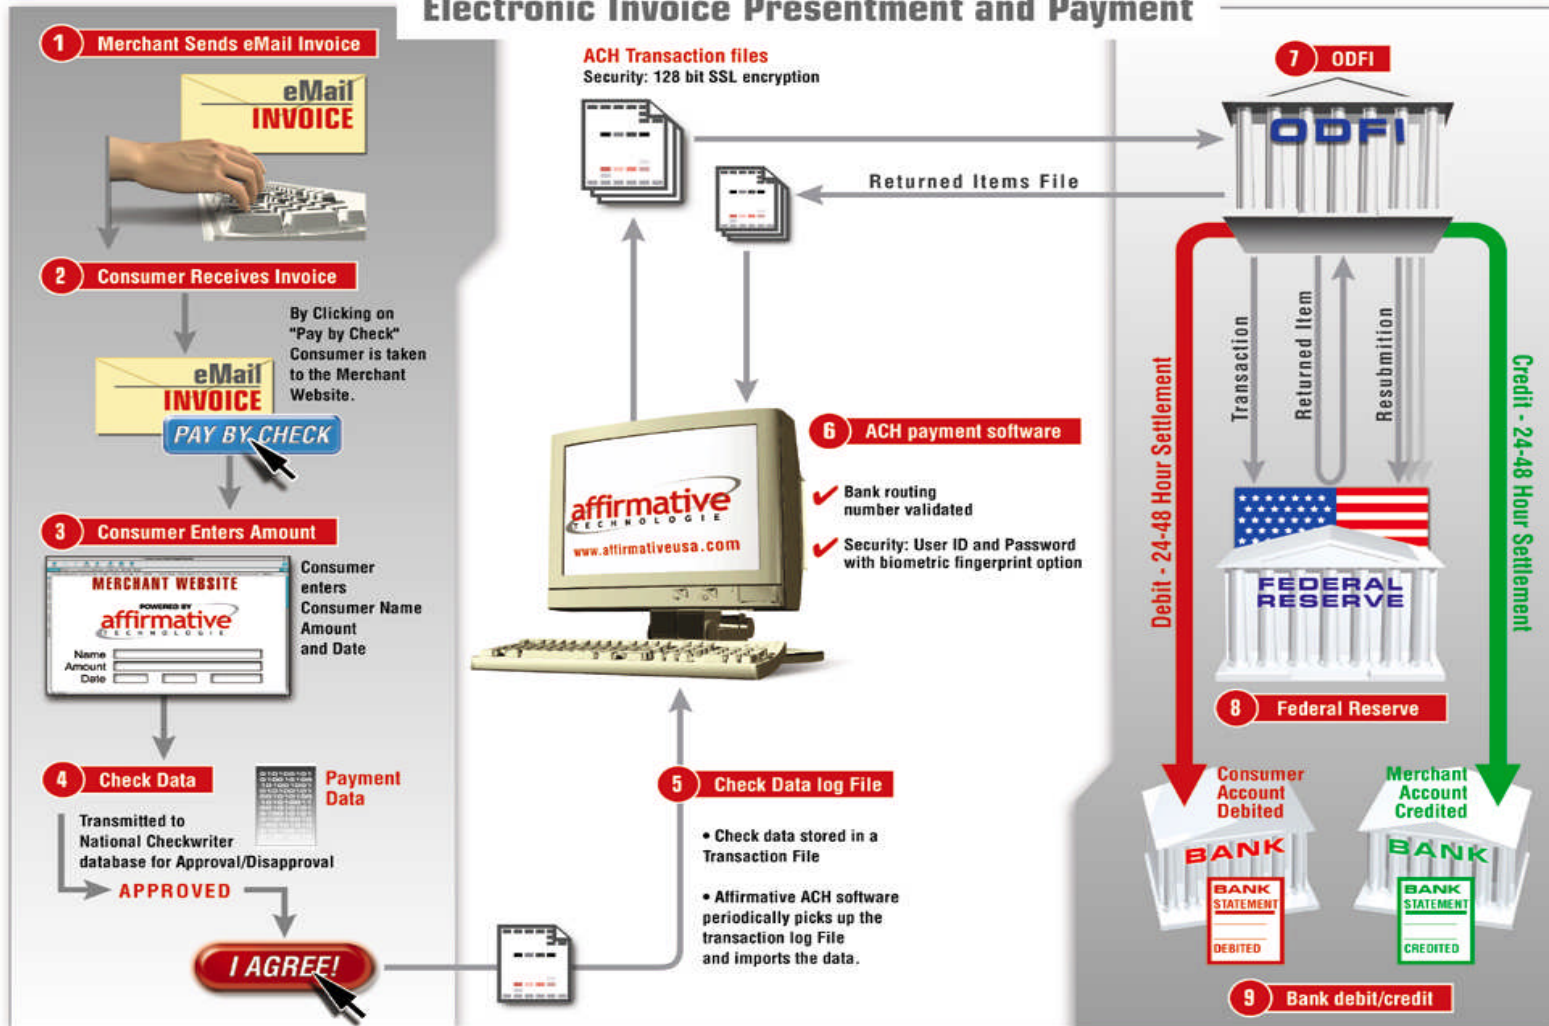 Electronic Invoice Presentment and Payment
1 Merchant Sends eMail Invoice
eMail
INVOICE
2 Consumer Receives Invoice
By Clicking on
"Pay by Check"
Consumer is taken
to the Merchant
Website.
eMail
INVOICE
PAY BY CHECK
3 Consumer Enters Amount
MERCHANT WEBSITE
POWERED BY
affirmative
TECHNOLOGIE
Name
Amount
Date
Consumer
enters
Consumer Name
Amount
and Date
4 Check Data
Payment
Data
Transmitted to
National Checkwriter
database for Approval/Disapproval
APPROVED
I AGREE!
5 Check Data log File
• Check data stored in a
Transaction File
• Affirmative ACH software
periodically picks up the
transaction log File
and imports the data.
affirmative
TECHNOLOGIE
www.affirmativeusa.com
6 ACH payment software
Bank routing
number validated
Security: User ID and Password
with biometric fingerprint option
ACH Transaction files
Security: 128 bit SSL encryption
Returned Items File
7 ODFI
ODFI
Transaction
Returned Item
Resubmition
Debit - 24-48 Hour Settlement
Credit - 24-48 Hour Settlement
FEDERAL
RESERVE
8 Federal Reserve
Consumer
Account
Debited
BANK
BANK
STATEMENT
DEBITED
Merchant
Account
Credited
BANK
BANK
STATEMENT
CREDITED
9 Bank debit/credit